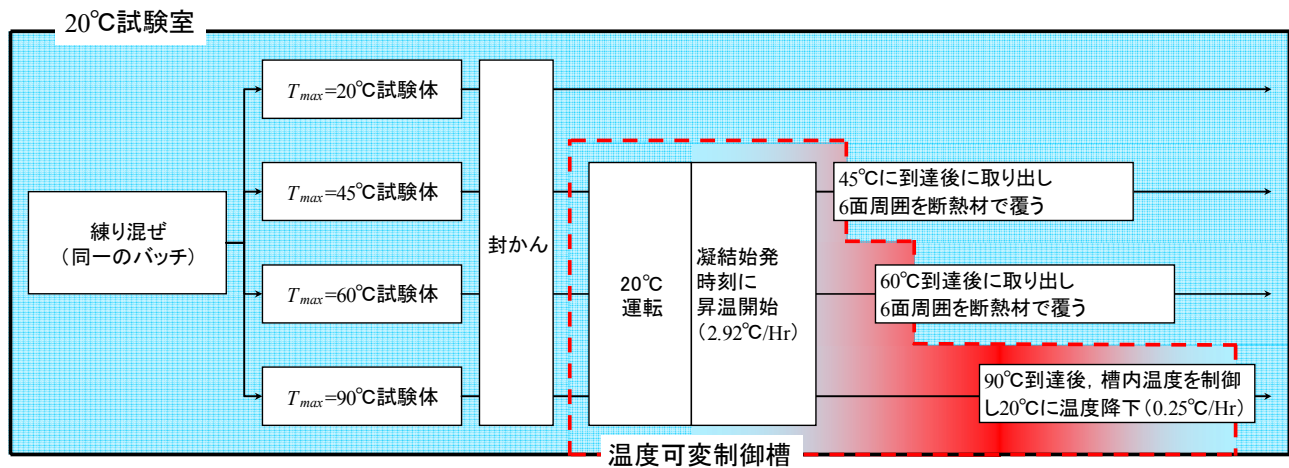 20℃試験室
練り混ぜ
（同一のバッチ）
Tmax=20℃試験体
Tmax=45℃試験体
Tmax=60℃試験体
Tmax=90℃試験体
封かん
20℃
運転
凝結始発
時刻に
昇温開始
（2.92℃/Hr）
45℃に到達後に取り出し
6面周囲を断熱材で覆う
60℃到達後に取り出し
6面周囲を断熱材で覆う
90℃到達後，槽内温度を制御
し20℃に温度降下（0.25℃/Hr）
温度可変制御槽